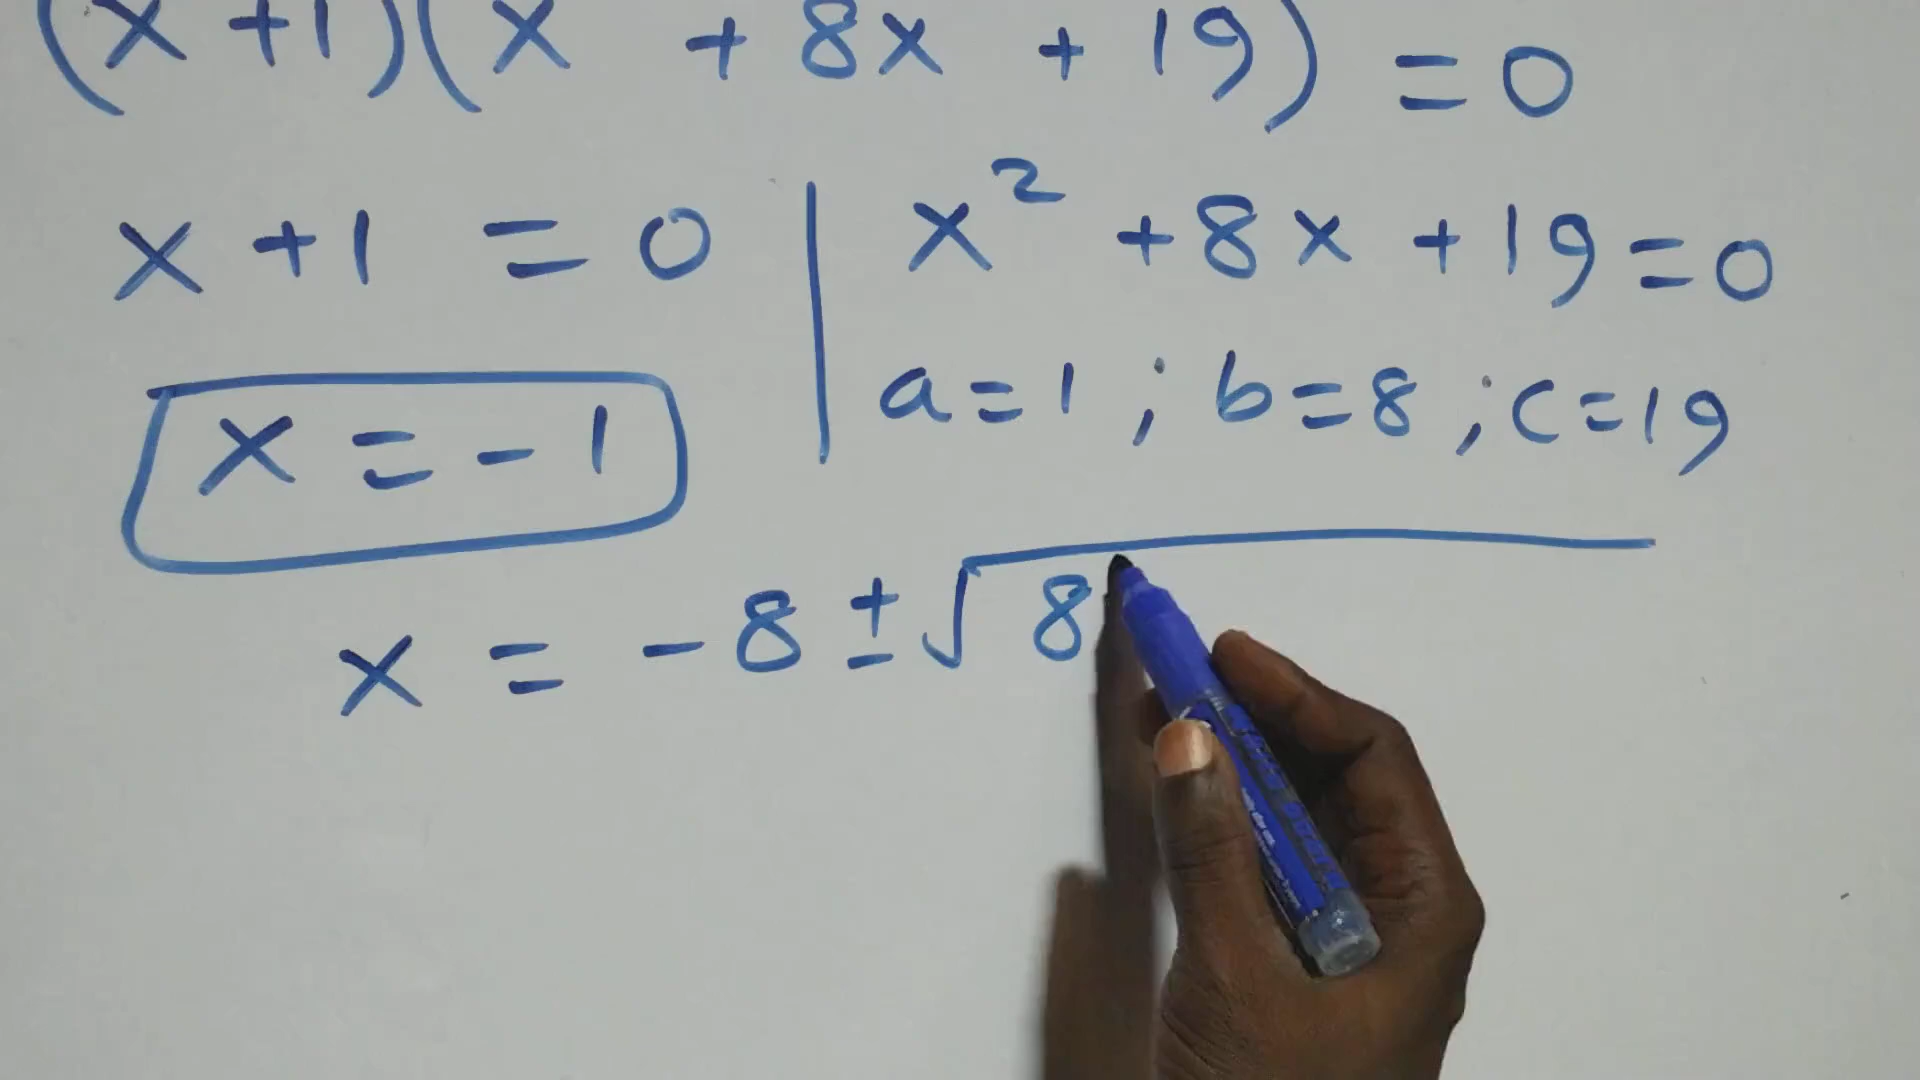 (x +1)(x + 8x + 19) = 0
x +1 = 0 | x² +8x +19=0
a=1 ; b=8 ; c=19
x = -1
x = -8 ± √8